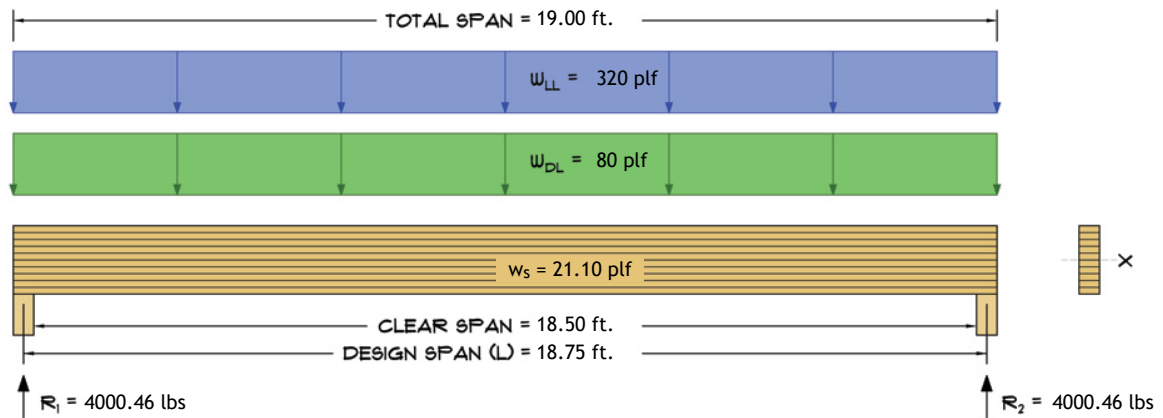 TOTAL SPAN = 19.00 ft.
wLL = 320 plf
wDL = 80 plf
ws = 21.10 plf
X
CLEAR SPAN = 18.50 ft.
DESIGN SPAN (L) = 18.75 ft.
R1 = 4000.46 lbs
R2 = 4000.46 lbs